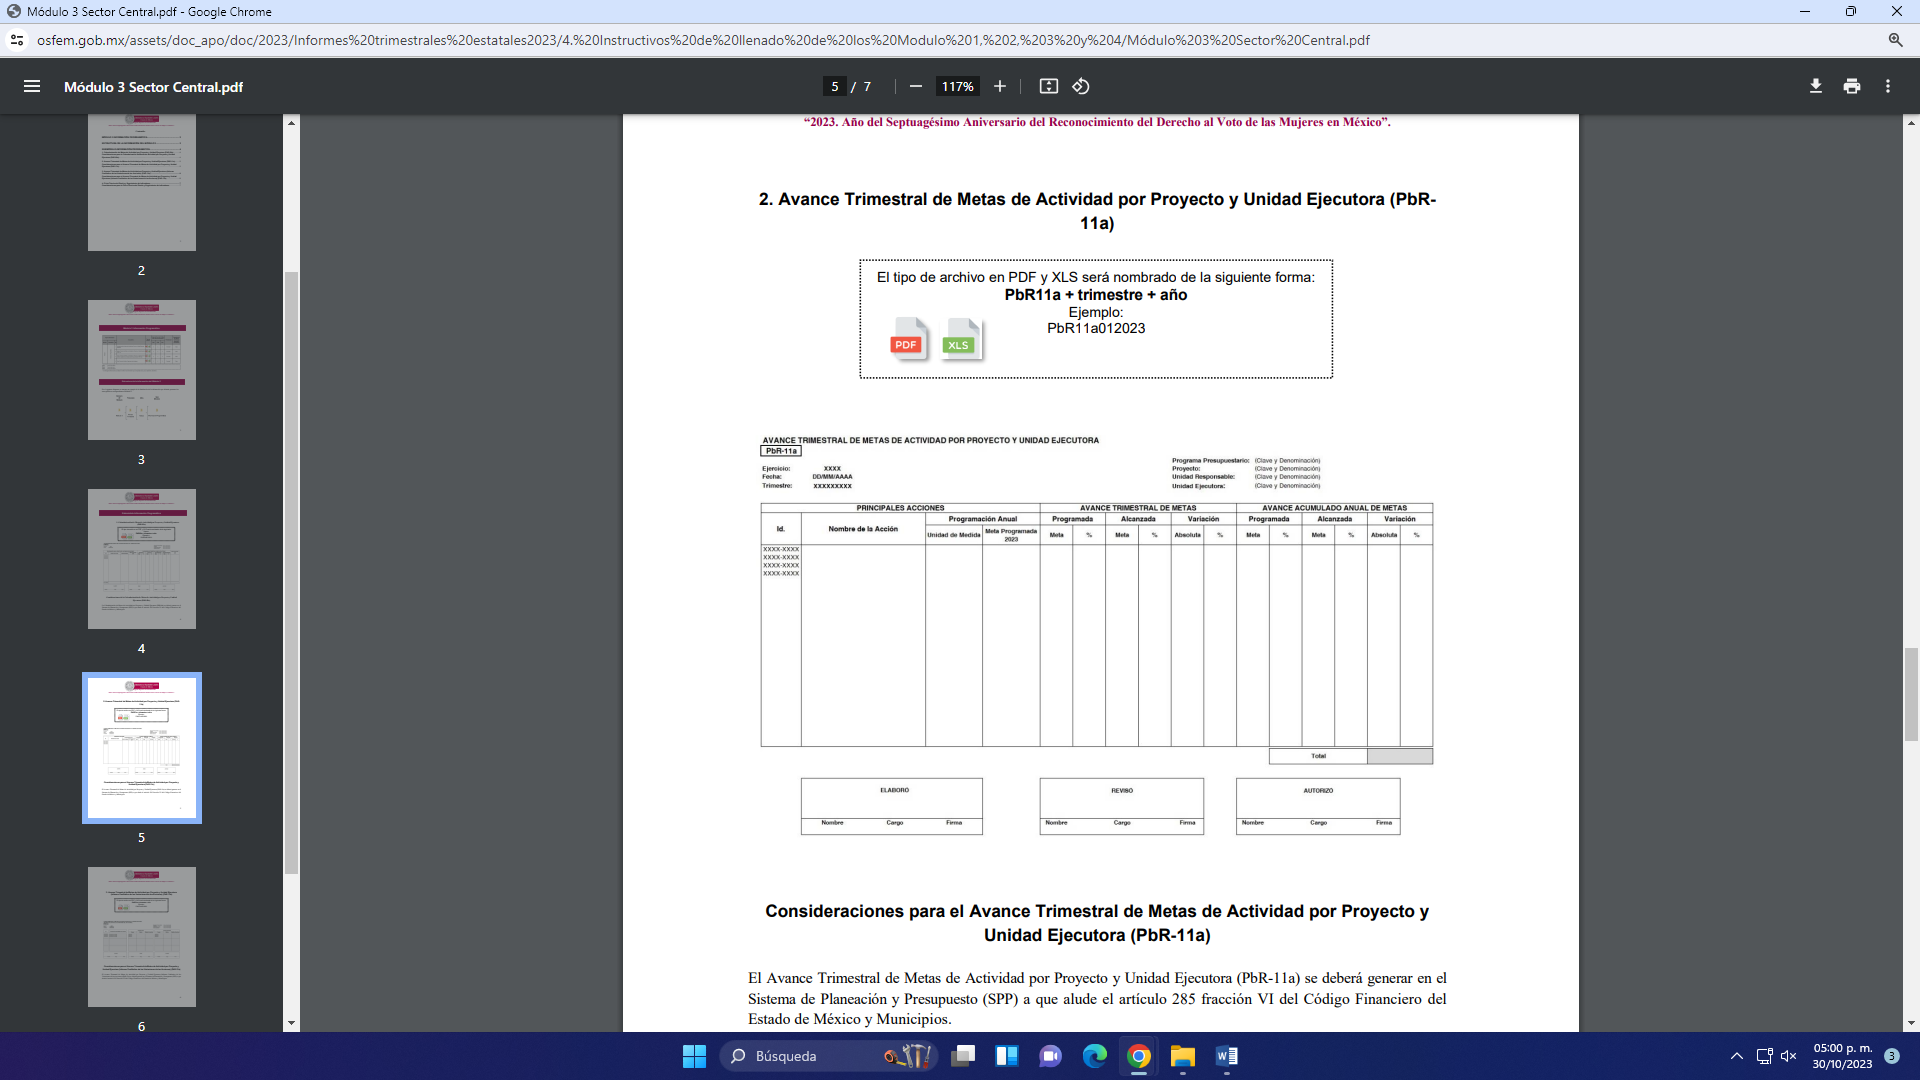 Módulo 3 Sector Central.pdf - Google Chrome
osfem.gob.mx/assets/doc_apo/doc/2023/Informes%20trimestrales%20estatales2023/4.%20Instructivos%20de%20llenado%20de%20los%20Modulo%201,%202,%203%20y%204/Módulo%203%20Sector%20Central.pdf
Módulo 3 Sector Central.pdf
5 / 7
117%
2
3
4
5
6
“2023. Año del Septuagésimo Aniversario del Reconocimiento del Derecho al Voto de las Mujeres en México”.
2. Avance Trimestral de Metas de Actividad por Proyecto y Unidad Ejecutora (PbR-
11a)
El tipo de archivo en PDF y XLS será nombrado de la siguiente forma:
PbR11a + trimestre + año
Ejemplo:
PbR11a012023
PDF XLS
AVANCE TRIMESTRAL DE METAS DE ACTIVIDAD POR PROYECTO Y UNIDAD EJECUTORA
PbR-11a
Ejercicio: XXXX
Fecha: DD/MM/AAAA
Trimestre: XXXXXXXXX
Programa Presupuestario: (Clave y Denominación)
Proyecto: (Clave y Denominación)
Unidad Responsable: (Clave y Denominación)
Unidad Ejecutora: (Clave y Denominación)
PRINCIPALES ACCIONES AVANCE TRIMESTRAL DE METAS AVANCE ACUMULADO ANUAL DE METAS
Id. Nombre de la Acción Programación Anual Programada Alcanzada Variación Programada Alcanzada Variación
Unidad de Medida Meta Programada 2023 Meta % Meta % Absoluta % Meta % Meta % Absoluta %
XXXX-XXXX
XXXX-XXXX
XXXX-XXXX
XXXX-XXXX
Total
ELABORÓ REVISÓ AUTORIZO
Nombre Cargo Firma Nombre Cargo Firma Nombre Cargo Firma
Consideraciones para el Avance Trimestral de Metas de Actividad por Proyecto y
Unidad Ejecutora (PbR-11a)
El Avance Trimestral de Metas de Actividad por Proyecto y Unidad Ejecutora (PbR-11a) se deberá generar en el
Sistema de Planeación y Presupuesto (SPP) a que alude el artículo 285 fracción VI del Código Financiero del
Estado de México y Municipios.
Búsqueda
05:00 p. m.
30/10/2023
3